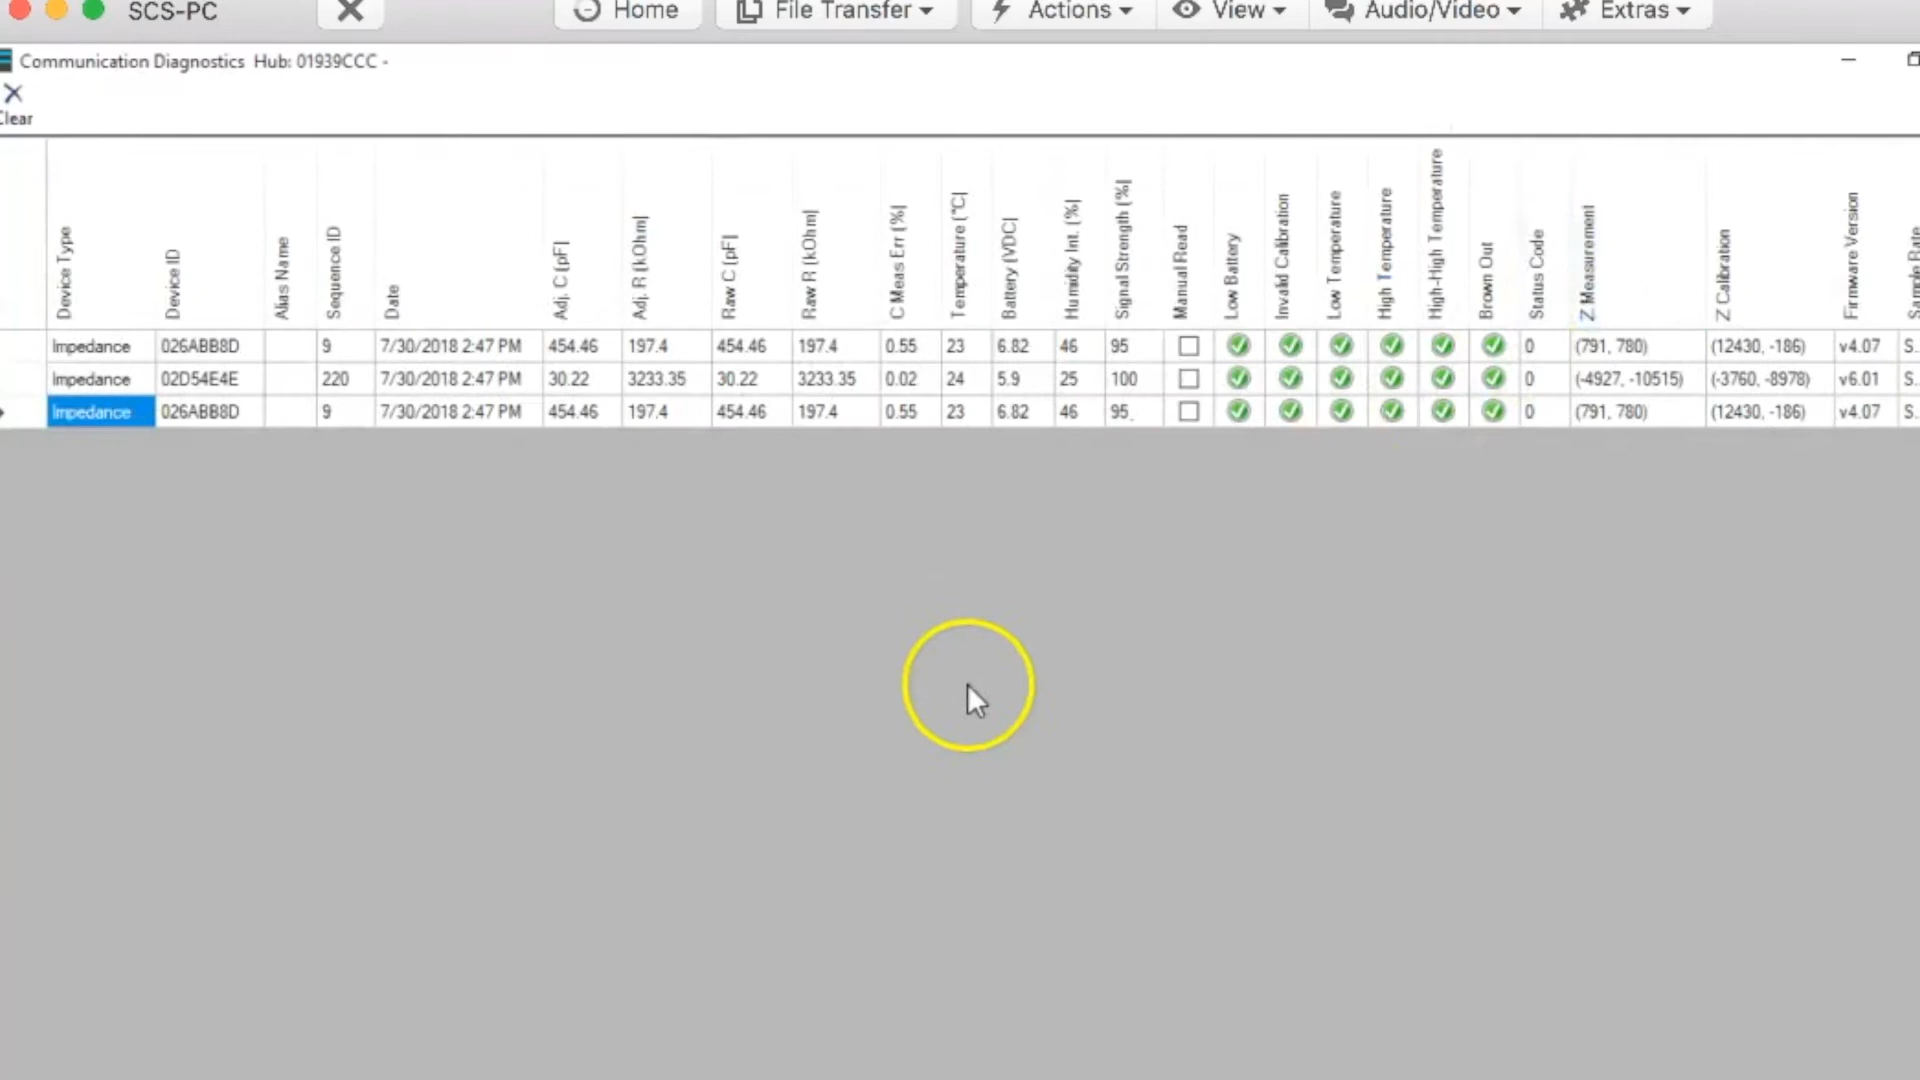 SCS-PC Home File Transfer Actions View Audio/Video Extras
Communication Diagnostics Hub: 01939CCC -
Clear
Device Type Device ID Alias Name Sequence ID Date Adj. C [pF] Adj. R [kOhm] Raw C [pF] Raw R [kOhm] C Meas Err [%] Temperature [°C] Battery [VDC] Humidity Int. [%] Signal Strength [%] Manual Read Low Battery Invalid Calibration Low Temperature High Temperature High-High Temperature Brown Out Status Code Z Measurement Z Calibration Firmware Version Sample Rate
Impedance 026ABB8D 9 7/30/2018 2:47 PM 454.46 197.4 454.46 197.4 0.55 23 6.82 46 95 0 (791, 780) (12430, -186) v4.07 S...
Impedance 02D54E4E 220 7/30/2018 2:47 PM 30.22 3233.35 30.22 3233.35 0.02 24 5.9 25 100 0 (-4927, -10515) (-3760, -8978) v6.01 S...
Impedance 026ABB8D 9 7/30/2018 2:47 PM 454.46 197.4 454.46 197.4 0.55 23 6.82 46 95 0 (791, 780) (12430, -186) v4.07 S...